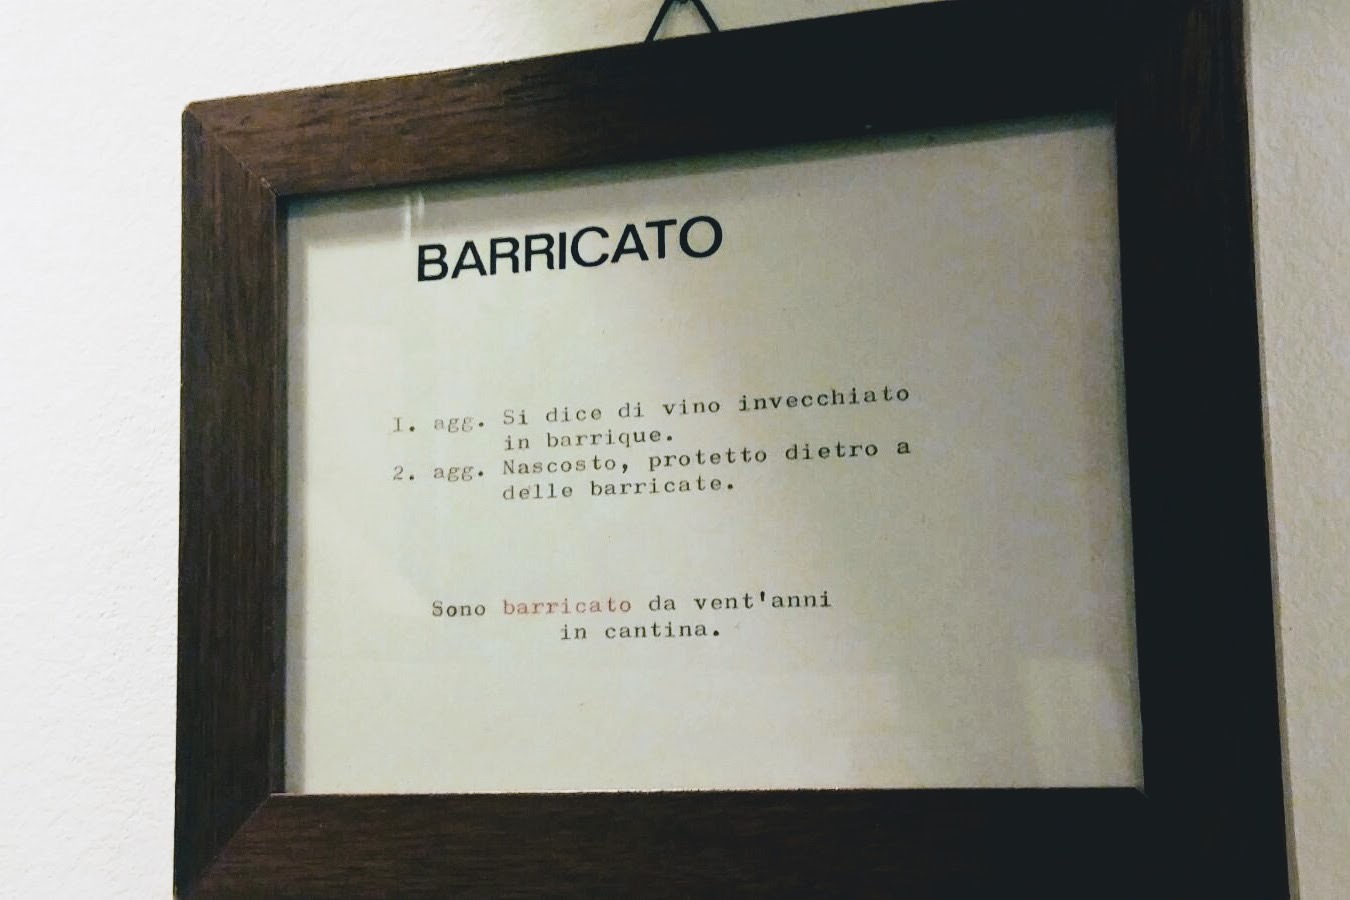 BARRICATO
I. agg. Si dice di vino invecchiato
in barrique.
2. agg. Nascosto, protetto dietro a
delle barricate.
Sono barricato da vent'anni
in cantina.